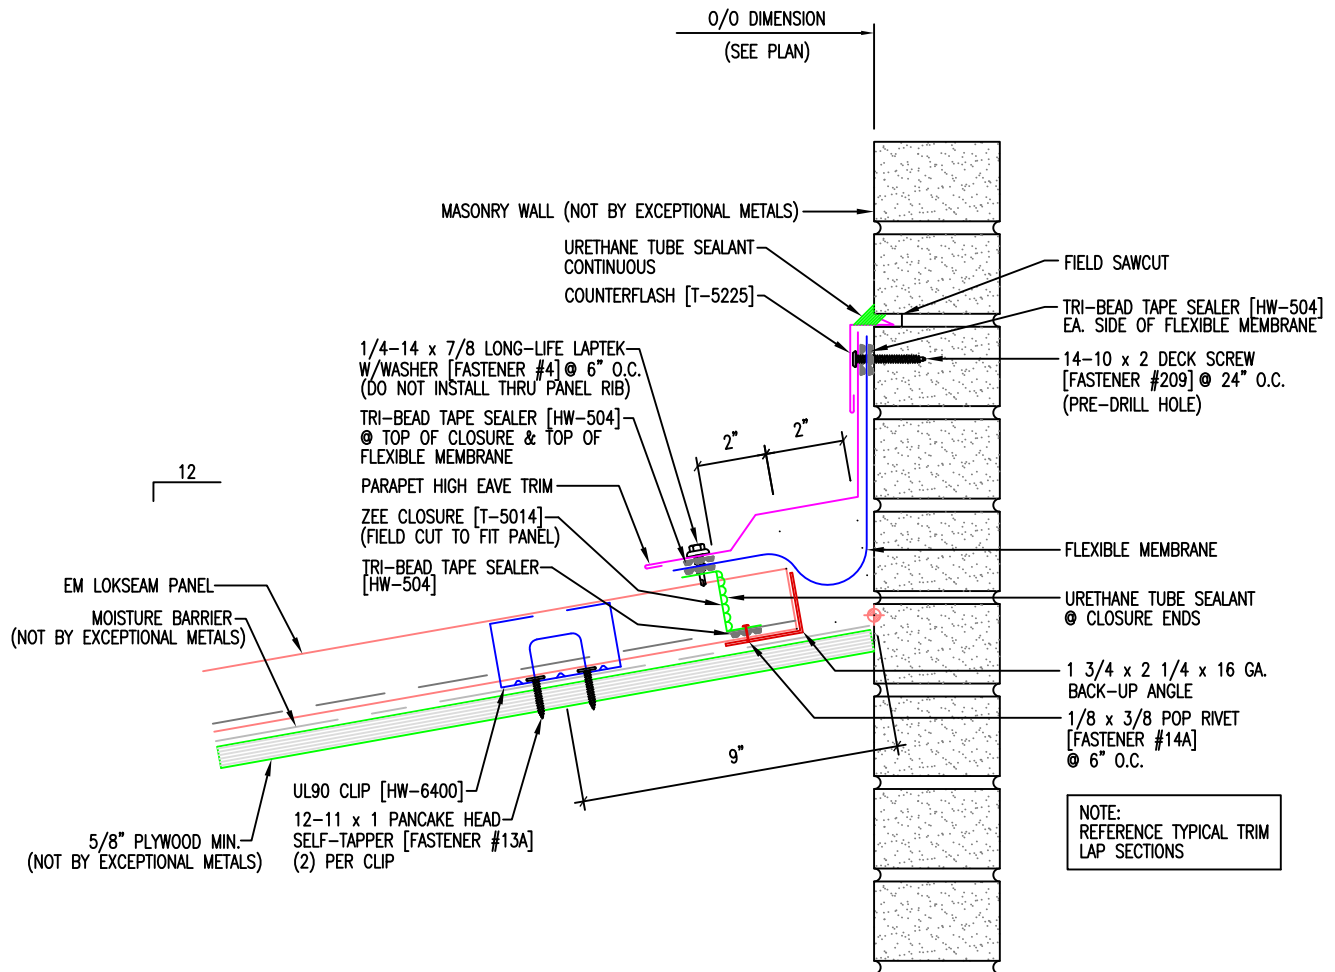 O/O DIMENSION
(SEE PLAN)
MASONRY WALL (NOT BY EXCEPTIONAL METALS)
URETHANE TUBE SEALANT
CONTINUOUS
COUNTERFLASH [T-5225]
FIELD SAWCUT
TRI-BEAD TAPE SEALER [HW-504]
EA. SIDE OF FLEXIBLE MEMBRANE
14-10 x 2 DECK SCREW
[FASTENER #209] @ 24" O.C.
(PRE-DRILL HOLE)
1/4-14 x 7/8 LONG-LIFE LAPTEK
W/WASHER [FASTENER #4] @ 6" O.C.
(DO NOT INSTALL THRU PANEL RIB)
TRI-BEAD TAPE SEALER [HW-504]
@ TOP OF CLOSURE & TOP OF
FLEXIBLE MEMBRANE
2"
2"
12
PARAPET HIGH EAVE TRIM
ZEE CLOSURE [T-5014]
(FIELD CUT TO FIT PANEL)
TRI-BEAD TAPE SEALER
[HW-504]
FLEXIBLE MEMBRANE
EM LOKSEAM PANEL
MOISTURE BARRIER
(NOT BY EXCEPTIONAL METALS)
URETHANE TUBE SEALANT
@ CLOSURE ENDS
1 3/4 x 2 1/4 x 16 GA.
BACK-UP ANGLE
1/8 x 3/8 POP RIVET
[FASTENER #14A]
@ 6" O.C.
9"
UL90 CLIP [HW-6400]
12-11 x 1 PANCAKE HEAD
SELF-TAPPER [FASTENER #13A]
(2) PER CLIP
5/8" PLYWOOD MIN.
(NOT BY EXCEPTIONAL METALS)
NOTE:
REFERENCE TYPICAL TRIM
LAP SECTIONS